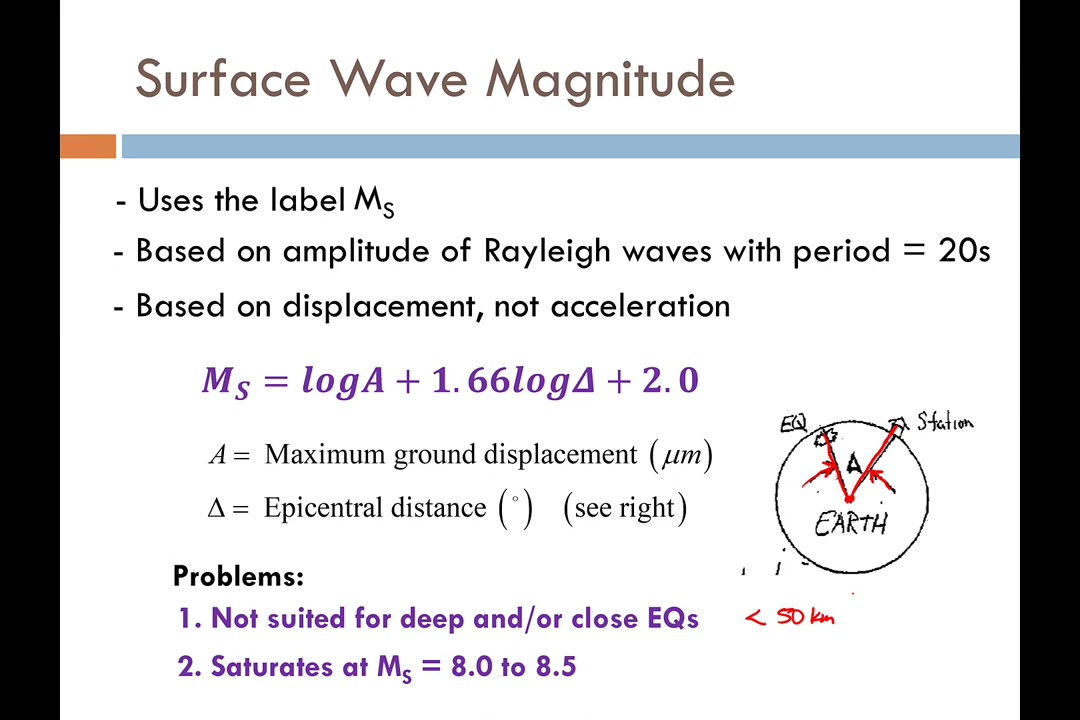 Surface Wave Magnitude
- Uses the label M_S
- Based on amplitude of Rayleigh waves with period = 20s
- Based on displacement, not acceleration
M_S = logA + 1.66logΔ + 2.0
EQ
Station
Δ
EARTH
A = Maximum ground displacement (μm)
Δ = Epicentral distance (°) (see right)
Problems:
1. Not suited for deep and/or close EQs < 50 km
2. Saturates at M_S = 8.0 to 8.5